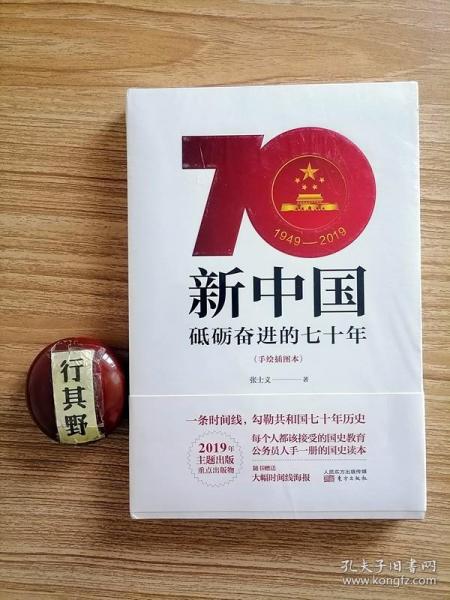 70
1949—2019
新中国
砥砺奋进的七十年
（手绘插图本）
张士义 著
一条时间线，勾勒共和国七十年历史
2019年
主题出版
重点出版物
每个人都该接受的国史教育
公务员人手一册的国史读本
随书赠送
大幅时间线海报
人民东方出版传媒
东方出版社
行其野
孔夫子旧书网
www.kongfz.com